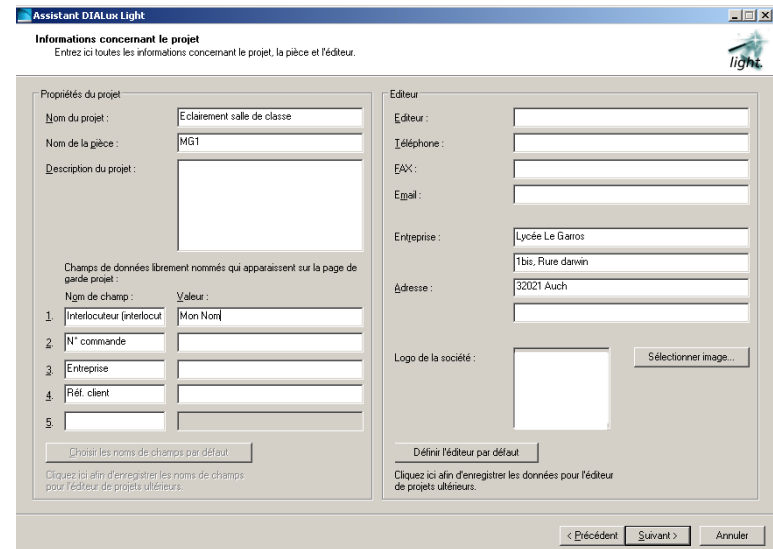 Assistant DIALux Light
Informations concernant le projet
Entrez ici toutes les informations concernant le projet, la pièce et l'éditeur.
light.
Propriétés du projet
Nom du projet :
Eclairement salle de classe
Nom de la pièce :
MG1
Description du projet :
Champs de données librement nommés qui apparaissent sur la page de
garde projet :
Nom de champ :
Valeur :
1.
Interlocuteur (interlocut
Mon Nom
2.
N° commande
3.
Entreprise
4.
Réf. client
5.
Choisir les noms de champs par défaut
Cliquez ici afin d'enregistrer les noms de champs
pour l'éditeur de projets ultérieurs.
Editeur
Editeur :
Téléphone :
FAX :
Email :
Entreprise :
Lycée Le Garros
1bis, Rure darwin
Adresse :
32021 Auch
Logo de la société :
Sélectionner image...
Définir l'éditeur par défaut
Cliquez ici afin d'enregistrer les données pour l'éditeur
de projets ultérieurs.
< Précédent
Suivant >
Annuler